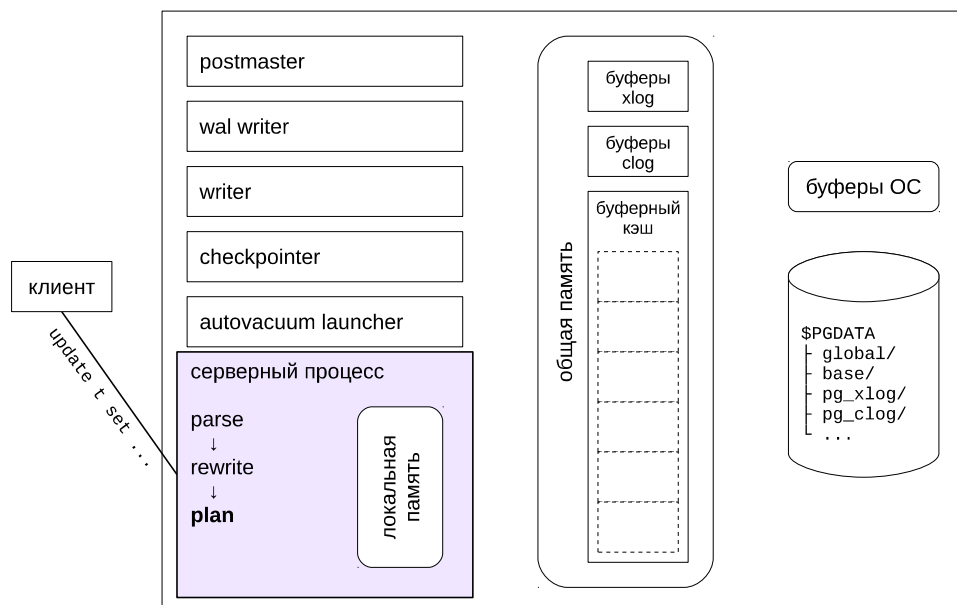 postmaster
wal writer
writer
checkpointer
autovacuum launcher
клиент
update t set ...
серверный процесс
parse
↓
rewrite
↓
plan
локальная
память
общая память
буферы
xlog
буферы
clog
буферный
кэш
буферы ОС
$PGDATA
├ global/
├ base/
├ pg_xlog/
├ pg_clog/
└ ...